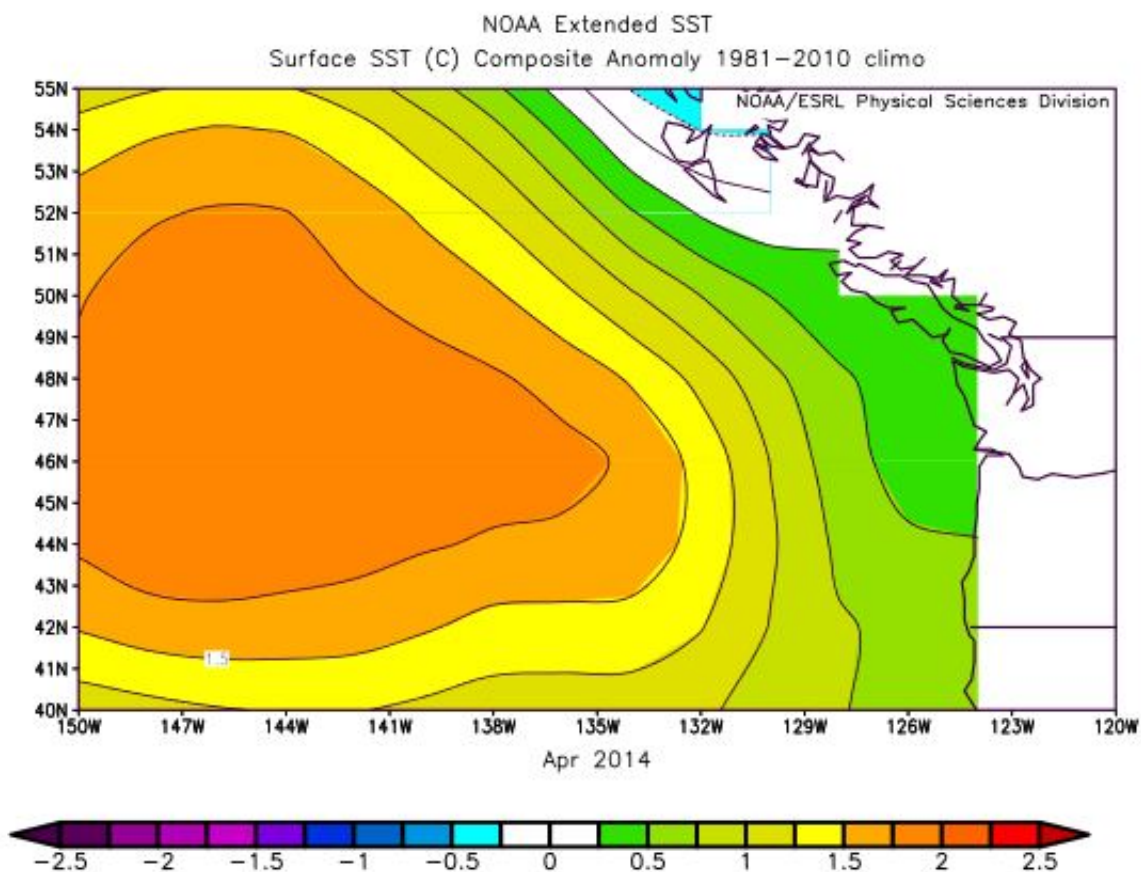 NOAA Extended SST
Surface SST (C) Composite Anomaly 1981-2010 climo
NOAA/ESRL Physical Sciences Division
55N
54N
53N
52N
51N
50N
49N
48N
47N
46N
45N
44N
43N
42N
41N
40N
1.5
150W 147W 144W 141W 138W 135W 132W 129W 126W 123W 120W
Apr 2014
-2.5 -2 -1.5 -1 -0.5 0 0.5 1 1.5 2 2.5